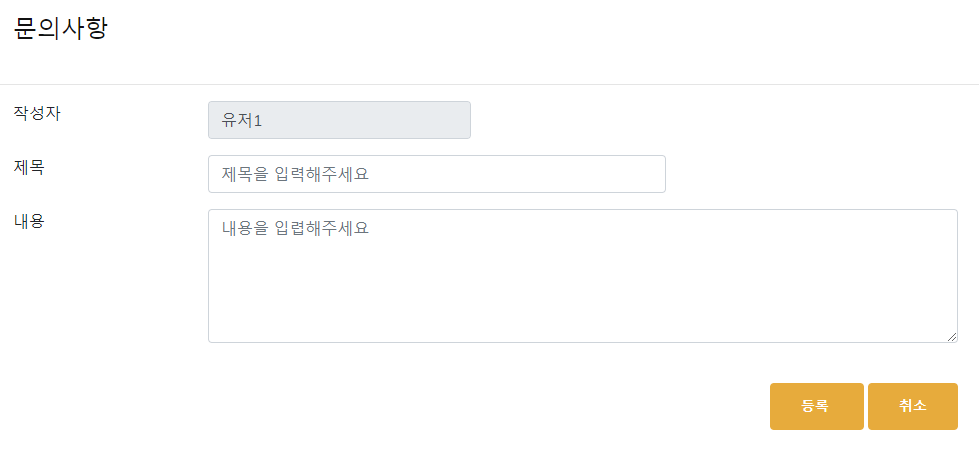 문의사항
작성자
유저1
제목
제목을 입력해주세요
내용
내용을 입렵해주세요
등록
취소